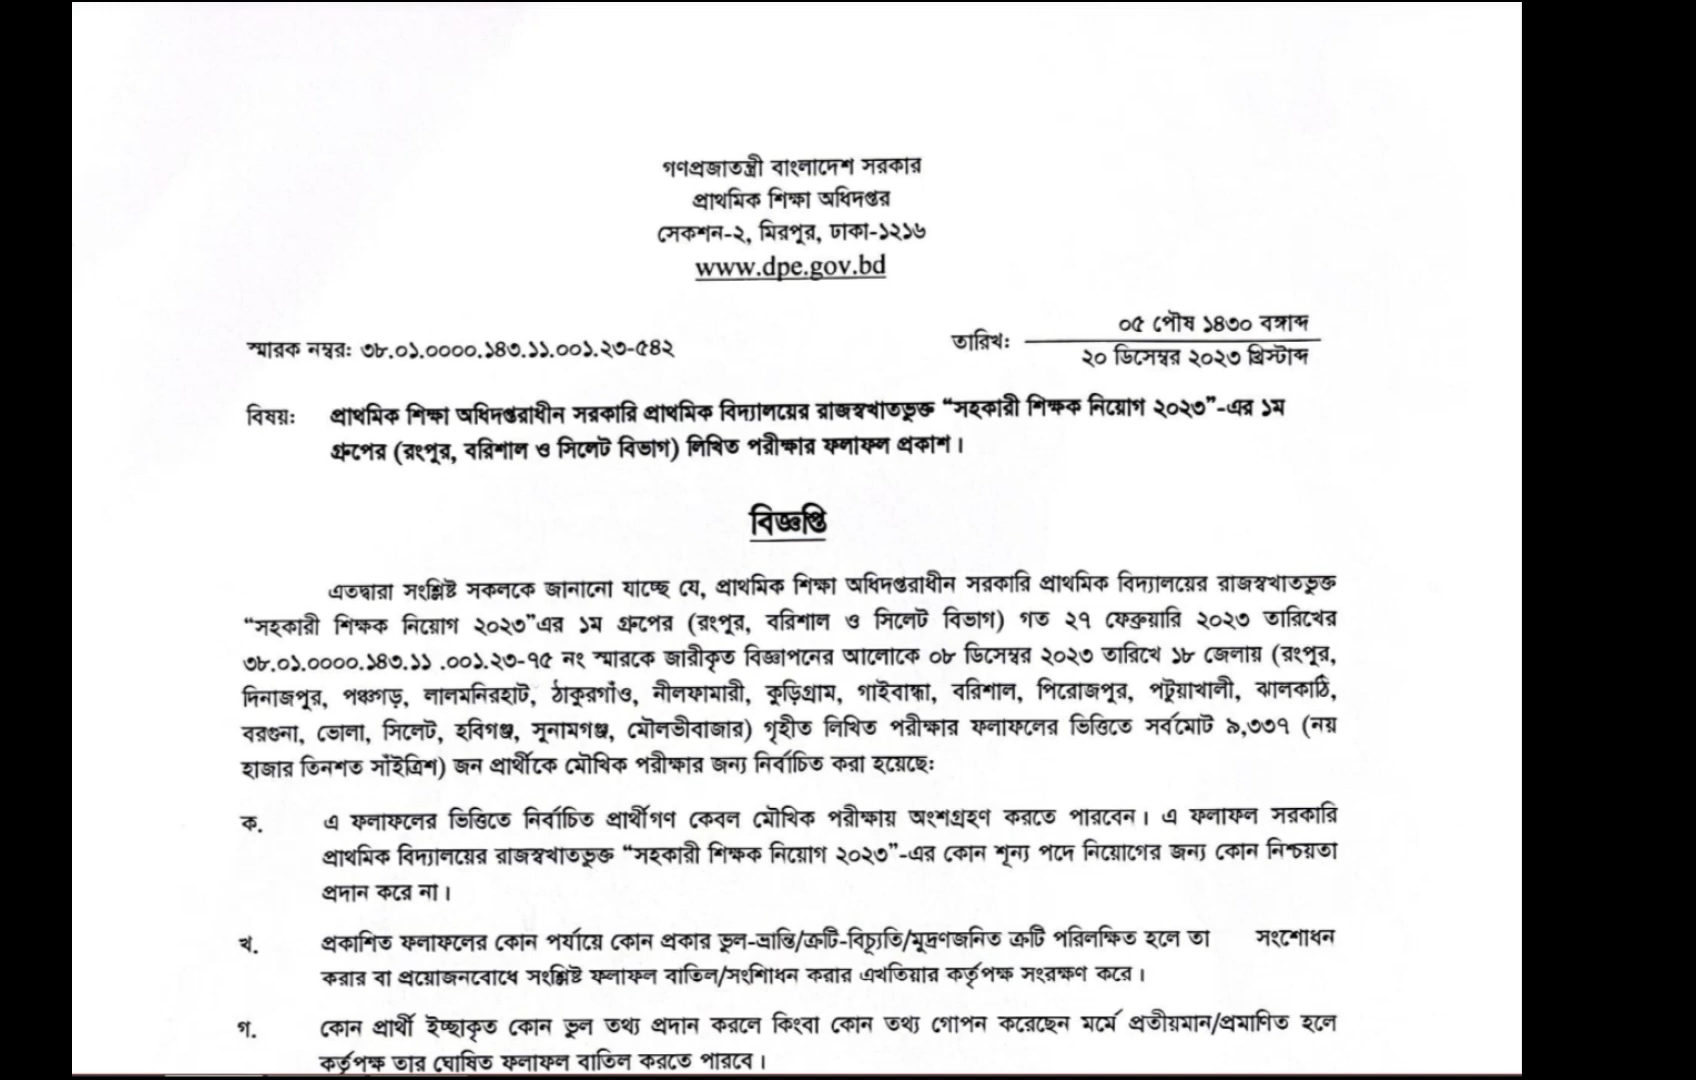 গণপ্রজাতন্ত্রী বাংলাদেশ সরকার
প্রাথমিক শিক্ষা অধিদপ্তর
সেকশন-২, মিরপুর, ঢাকা-১২১৬
www.dpe.gov.bd
স্মারক নম্বর: ৩৮.০১.০০০০.১৪৩.১১.০০১.২৩-৫৪২
তারিখ:
০৫ পৌষ ১৪৩০ বঙ্গাব্দ
২০ ডিসেম্বর ২০২৩ খ্রিস্টাব্দ
বিষয়: প্রাথমিক শিক্ষা অধিদপ্তরাধীন সরকারি প্রাথমিক বিদ্যালয়ের রাজস্বখাতভুক্ত “সহকারী শিক্ষক নিয়োগ ২০২৩”-এর ১ম
গ্রুপের (রংপুর, বরিশাল ও সিলেট বিভাগ) লিখিত পরীক্ষার ফলাফল প্রকাশ।
বিজ্ঞপ্তি
এতদ্বারা সংশ্লিষ্ট সকলকে জানানো যাচ্ছে যে, প্রাথমিক শিক্ষা অধিদপ্তরাধীন সরকারি প্রাথমিক বিদ্যালয়ের রাজস্বখাতভুক্ত
“সহকারী শিক্ষক নিয়োগ ২০২৩”এর ১ম গ্রুপের (রংপুর, বরিশাল ও সিলেট বিভাগ) গত ২৭ ফেব্রুয়ারি ২০২৩ তারিখের
৩৮.০১.০০০০.১৪৩.১১ .০০১.২৩-৭৫ নং স্মারকে জারীকৃত বিজ্ঞাপনের আলোকে ০৮ ডিসেম্বর ২০২৩ তারিখে ১৮ জেলায় (রংপুর,
দিনাজপুর, পঞ্চগড়, লালমনিরহাট, ঠাকুরগাঁও, নীলফামারী, কুড়িগ্রাম, গাইবান্ধা, বরিশাল, পিরোজপুর, পটুয়াখালী, ঝালকাঠি,
বরগুনা, ভোলা, সিলেট, হবিগঞ্জ, সুনামগঞ্জ, মৌলভীবাজার) গৃহীত লিখিত পরীক্ষার ফলাফলের ভিত্তিতে সর্বমোট ৯,৩৩৭ (নয়
হাজার তিনশত সাঁইত্রিশ) জন প্রার্থীকে মৌখিক পরীক্ষার জন্য নির্বাচিত করা হয়েছে:
ক. এ ফলাফলের ভিত্তিতে নির্বাচিত প্রার্থীগণ কেবল মৌখিক পরীক্ষায় অংশগ্রহণ করতে পারবেন। এ ফলাফল সরকারি
প্রাথমিক বিদ্যালয়ের রাজস্বখাতভুক্ত “সহকারী শিক্ষক নিয়োগ ২০২৩”-এর কোন শূন্য পদে নিয়োগের জন্য কোন নিশ্চয়তা
প্রদান করে না।
খ. প্রকাশিত ফলাফলের কোন পর্যায়ে কোন প্রকার ভুল-ভ্রান্তি/ত্রুটি-বিচ্যুতি/মুদ্রণজনিত ত্রুটি পরিলক্ষিত হলে তা সংশোধন
করার বা প্রয়োজনবোধে সংশ্লিষ্ট ফলাফল বাতিল/সংশিাধন করার এখতিয়ার কর্তৃপক্ষ সংরক্ষণ করে।
গ. কোন প্রার্থী ইচ্ছাকৃত কোন ভুল তথ্য প্রদান করলে কিংবা কোন তথ্য গোপন করেছেন মর্মে প্রতীয়মান/প্রমাণিত হলে
কর্তৃপক্ষ তার ঘোষিত ফলাফল বাতিল করতে পারবে।